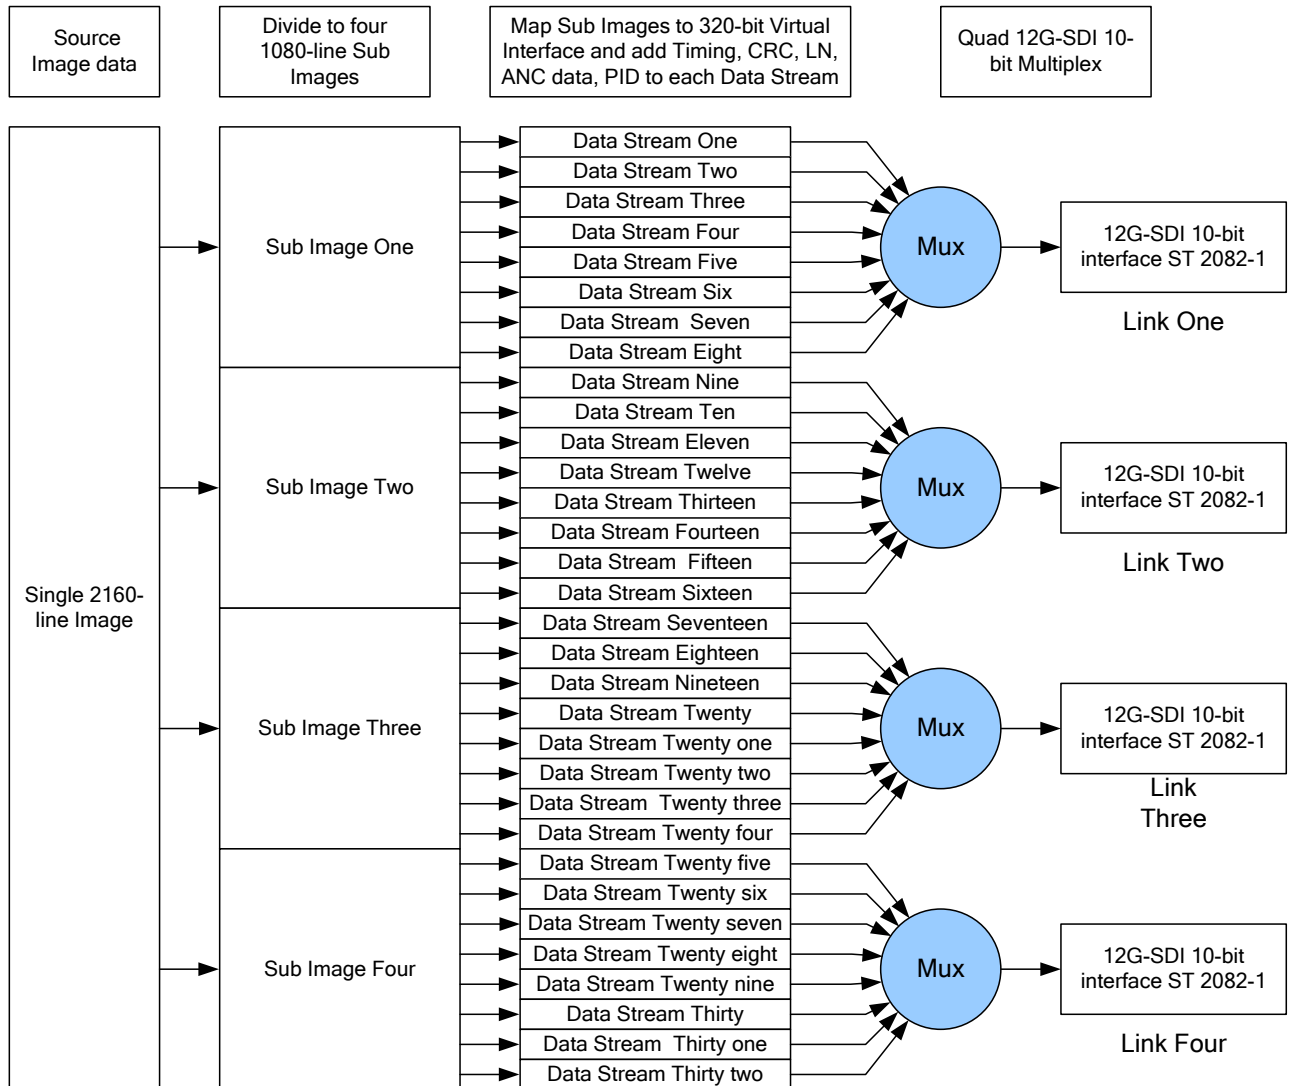 Source
Image data
Divide to four
1080-line Sub
Images
Map Sub Images to 320-bit Virtual
Interface and add Timing, CRC, LN,
ANC data, PID to each Data Stream
Quad 12G-SDI 10-
bit Multiplex
Single 2160-
line Image
Sub Image One
Sub Image Two
Sub Image Three
Sub Image Four
Data Stream One
Data Stream Two
Data Stream Three
Data Stream Four
Data Stream Five
Data Stream Six
Data Stream  Seven
Data Stream Eight
Data Stream Nine
Data Stream Ten
Data Stream Eleven
Data Stream Twelve
Data Stream Thirteen
Data Stream Fourteen
Data Stream  Fifteen
Data Stream Sixteen
Data Stream Seventeen
Data Stream Eighteen
Data Stream Nineteen
Data Stream Twenty
Data Stream Twenty one
Data Stream Twenty two
Data Stream  Twenty three
Data Stream Twenty four
Data Stream Twenty five
Data Stream Twenty six
Data Stream Twenty seven
Data Stream Twenty eight
Data Stream Twenty nine
Data Stream Thirty
Data Stream  Thirty one
Data Stream Thirty two
Mux
Mux
Mux
Mux
12G-SDI 10-bit
interface ST 2082-1
Link One
12G-SDI 10-bit
interface ST 2082-1
Link Two
12G-SDI 10-bit
interface ST 2082-1
Link
Three
12G-SDI 10-bit
interface ST 2082-1
Link Four